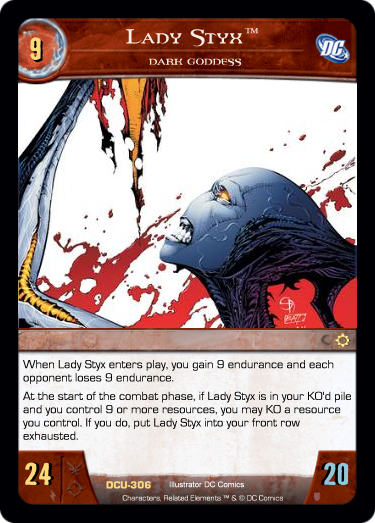 9
LADY STYX™
DC
DARK GODDESS
When Lady Styx enters play, you gain 9 endurance and each
opponent loses 9 endurance.
At the start of the combat phase, if Lady Styx is in your KO'd pile
and you control 9 or more resources, you may KO a resource
you control. If you do, put Lady Styx into your front row
exhausted.
24
DCU-306
Illustrator DC Comics
20
Characters, Related Elements ™ & © DC Comics